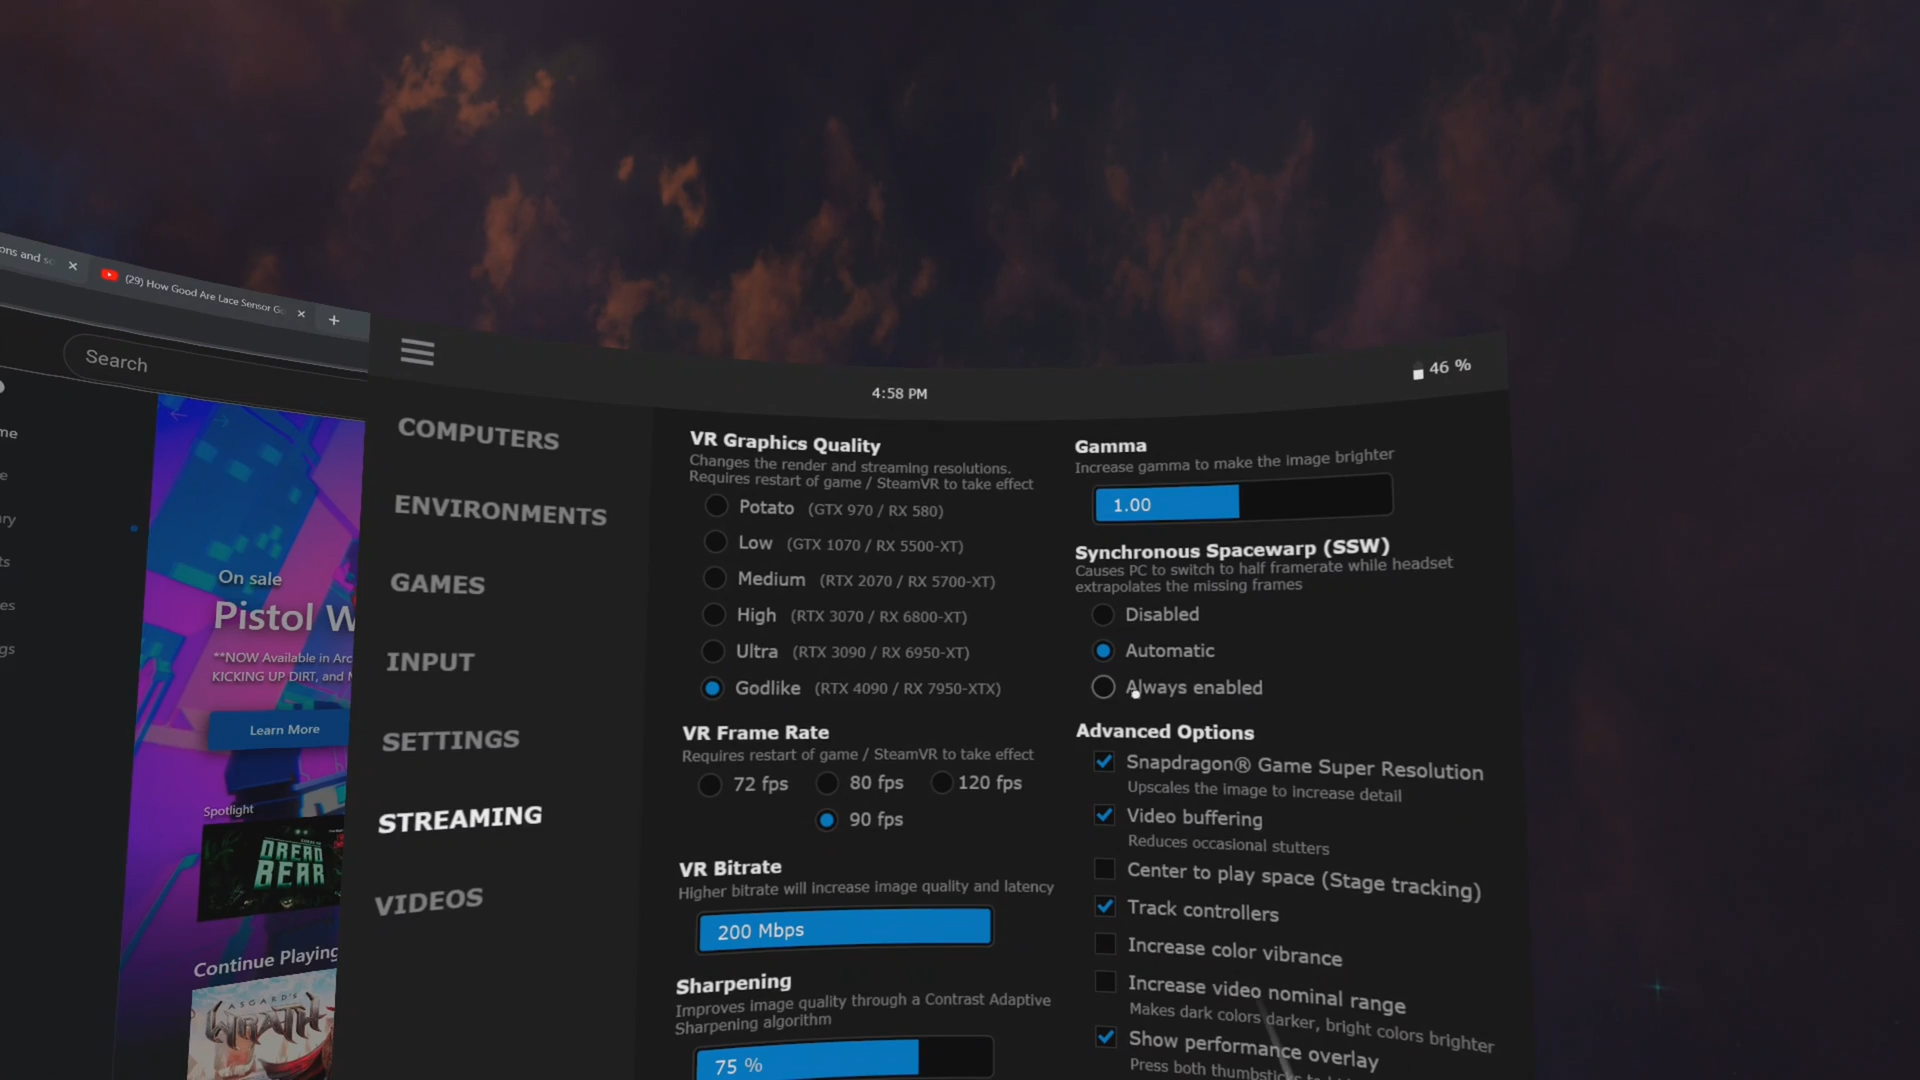 ons and
(29) How Good Are Lace Sensor G
Search
me
ary
gs
On sale
Pistol W
**NOW Available in Arc
KICKING UP DIRT, and M
Learn More
Spotlight
DREAD
BEAR
Continue Playing
ASGARD'S
WRATH
4:58 PM
46 %
COMPUTERS
ENVIRONMENTS
GAMES
INPUT
SETTINGS
STREAMING
VIDEOS
VR Graphics Quality
Changes the render and streaming resolutions.
Requires restart of game / SteamVR to take effect
Potato (GTX 970 / RX 580)
Low (GTX 1070 / RX 5500-XT)
Medium (RTX 2070 / RX 5700-XT)
High (RTX 3070 / RX 6800-XT)
Ultra (RTX 3090 / RX 6950-XT)
Godlike (RTX 4090 / RX 7950-XTX)
VR Frame Rate
Requires restart of game / SteamVR to take effect
72 fps 80 fps 120 fps
90 fps
VR Bitrate
Higher bitrate will increase image quality and latency
200 Mbps
Sharpening
Improves image quality through a Contrast Adaptive
Sharpening algorithm
75 %
Gamma
Increase gamma to make the image brighter
1.00
Synchronous Spacewarp (SSW)
Causes PC to switch to half framerate while headset
extrapolates the missing frames
Disabled
Automatic
Always enabled
Advanced Options
Snapdragon® Game Super Resolution
Upscales the image to increase detail
Video buffering
Reduces occasional stutters
Center to play space (Stage tracking)
Track controllers
Increase color vibrance
Increase video nominal range
Makes dark colors darker, bright colors brighter
Show performance overlay
Press both thumbsticks to